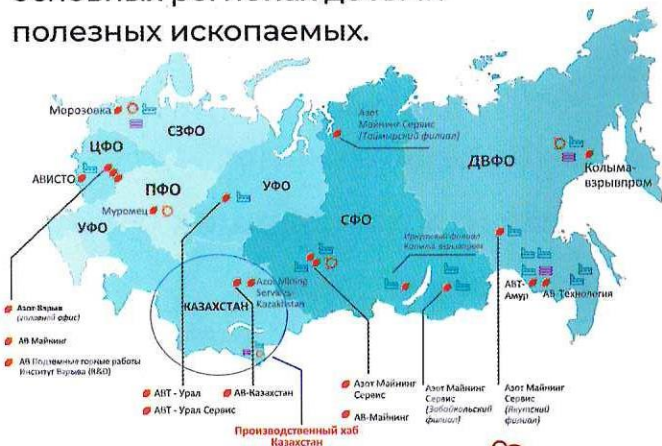 полезных ископаемых.
Морозовка
СЗФО
ЦФО
АВИСТО
ПФО
Муромец
УФО
УФО
Азот
Майнинг Сервис
(Таймырский филиал)
ДВФО
Колыма-
взрывпром
СФО
Иркутский филиал
КАЗАХСТАН
Azot Mining
Services-
Kazakhstan
АВТ-
Амур
АВ-Технология
Азот-Взрыв
(головной офис)
АВ Майнинг
АВ Подземные горные работы
Институт Взрыва (R&D)
АВТ - Урал
АВТ - Урал Сервис
АВ-Казахстан
Производственный хаб
Казахстан
Азот Майнинг
Сервис
АВ-Майнинг
Азот Майнинг
Сервис
(Забайкальский
филиал)
Азот Майнинг
Сервис
(Якутский
филиал)